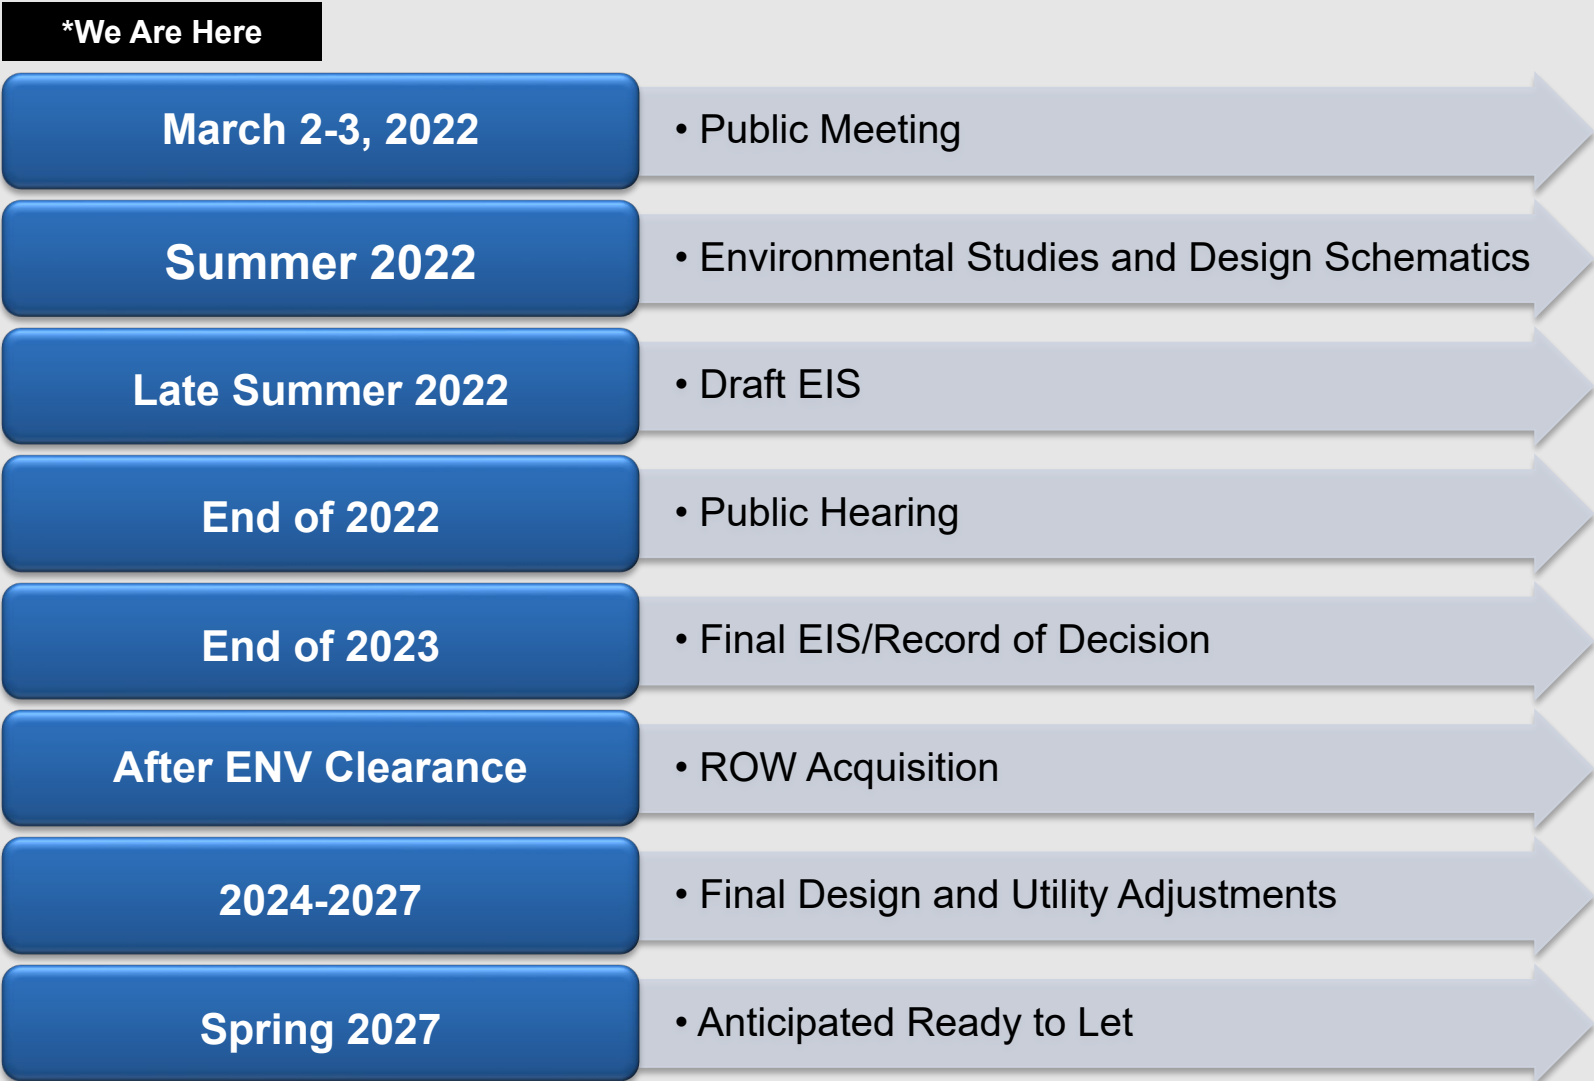 *We Are Here
March 2-3, 2022
• Public Meeting
Summer 2022
• Environmental Studies and Design Schematics
Late Summer 2022
• Draft EIS
End of 2022
• Public Hearing
End of 2023
• Final EIS/Record of Decision
After ENV Clearance
• ROW Acquisition
2024-2027
• Final Design and Utility Adjustments
Spring 2027
• Anticipated Ready to Let